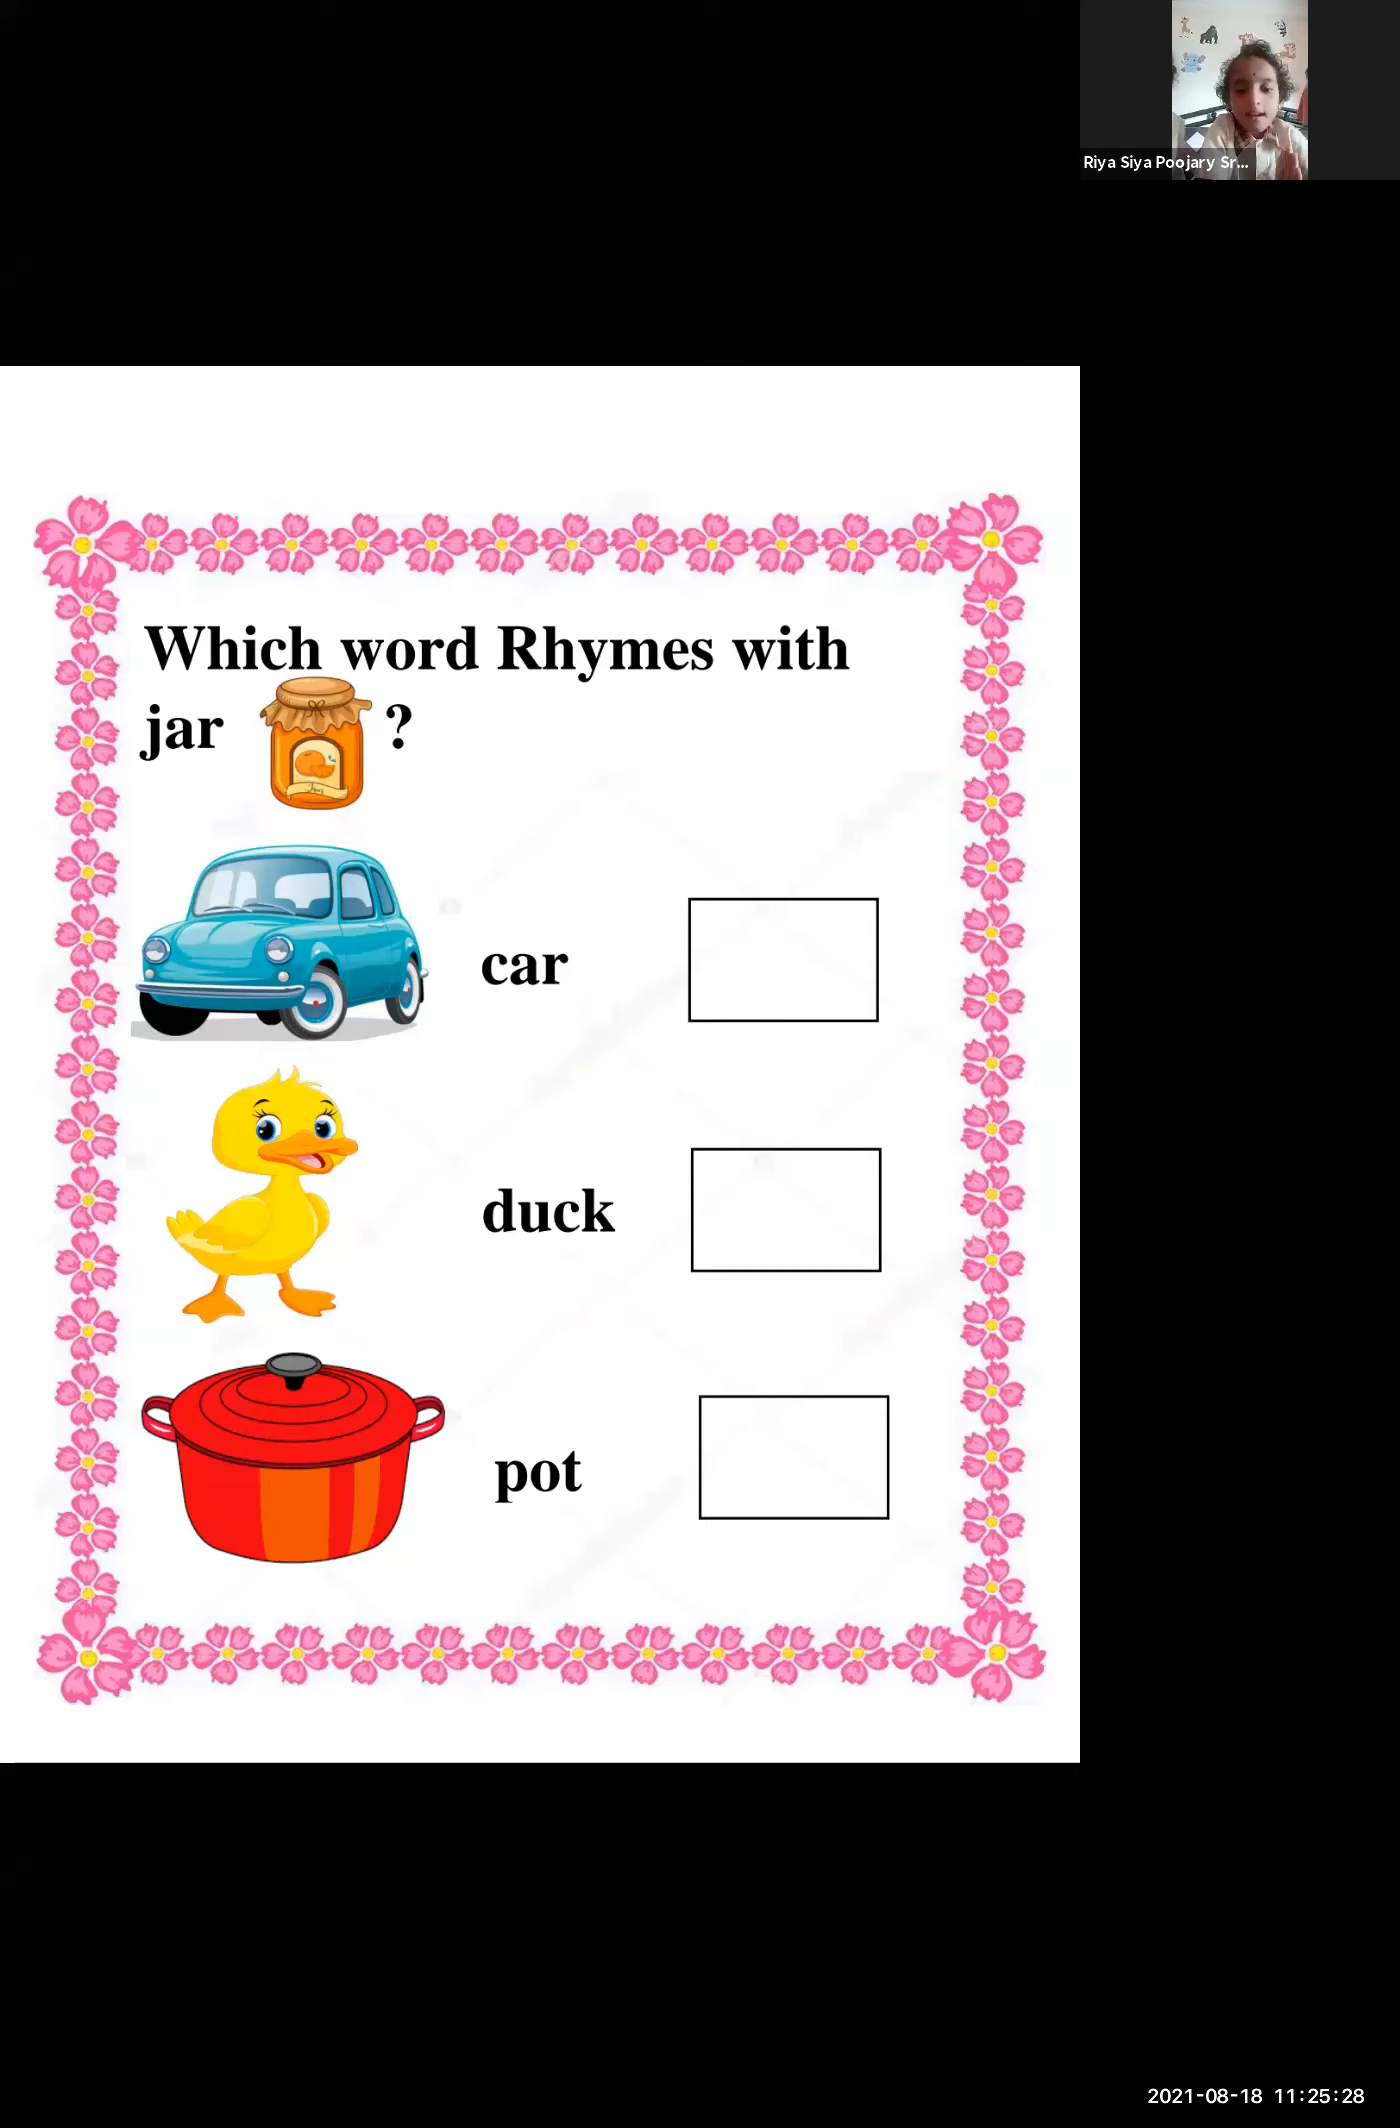 Riya Siya Poojary Sr...
Which word Rhymes with
jar ?
car
duck
pot
2021-08-18 11:25:28